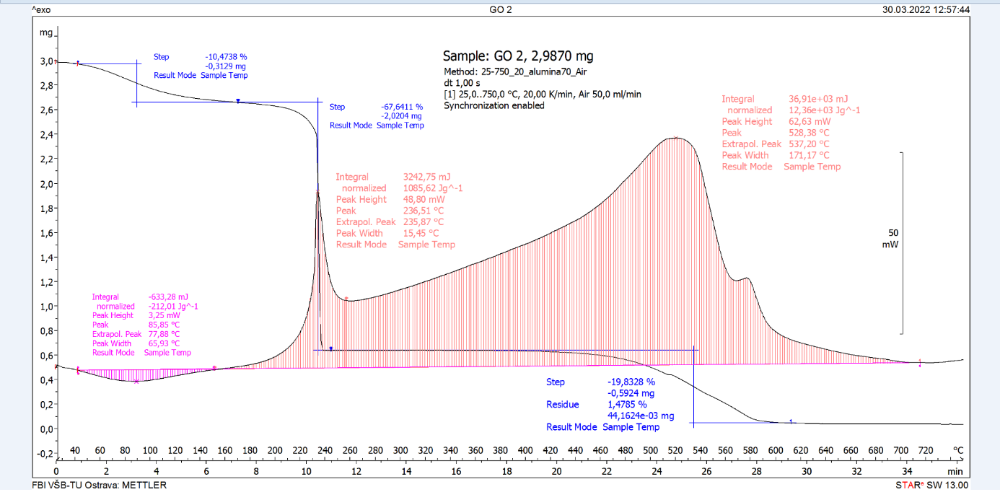 ^exo
GO 2
30.03.2022 12:57:44
mg
3,0
2,8
2,6
2,4
2,2
2,0
1,8
1,6
1,4
1,2
1,0
0,8
0,6
0,4
0,2
0,0
-0,2
Step -10,4738 %
-0,3129 mg
Result Mode Sample Temp
Step -67,6411 %
-2,0204 mg
Result Mode Sample Temp
Sample: GO 2, 2,9870 mg
Method: 25-750_20_alumina70_Air
dt 1,00 s
[1] 25,0..750,0 °C, 20,00 K/min, Air 50,0 ml/min
Synchronization enabled
Integral 36,91e+03 mJ
normalized 12,36e+03 Jg^-1
Peak Height 62,63 mW
Peak 528,38 °C
Extrapol. Peak 537,20 °C
Peak Width 171,17 °C
Result Mode Sample Temp
Integral 3242,75 mJ
normalized 1085,62 Jg^-1
Peak Height 48,80 mW
Peak 236,51 °C
Extrapol. Peak 235,87 °C
Peak Width 15,45 °C
Result Mode Sample Temp
50
mW
Integral -633,28 mJ
normalized -212,01 Jg^-1
Peak Height 3,25 mW
Peak 85,85 °C
Extrapol. Peak 77,88 °C
Peak Width 65,93 °C
Result Mode Sample Temp
Step -19,8328 %
-0,5924 mg
Residue 1,4785 %
44,1624e-03 mg
Result Mode Sample Temp
40 60 80 100 120 140 160 180 200 220 240 260 280 300 320 340 360 380 400 420 440 460 480 500 520 540 560 580 600 620 640 660 680 700 720 °C
0 2 4 6 8 10 12 14 16 18 20 22 24 26 28 30 32 34 min
FBI VŠB-TU Ostrava: METTLER
STARe SW 13.00